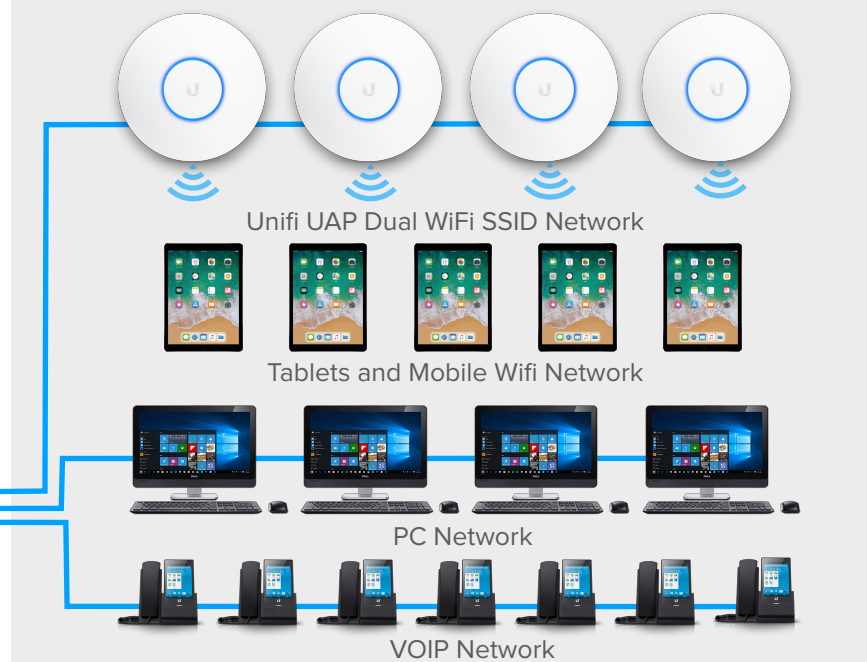 Unifi UAP Dual WiFi SSID Network
Tablets and Mobile Wifi Network
PC Network
VOIP Network